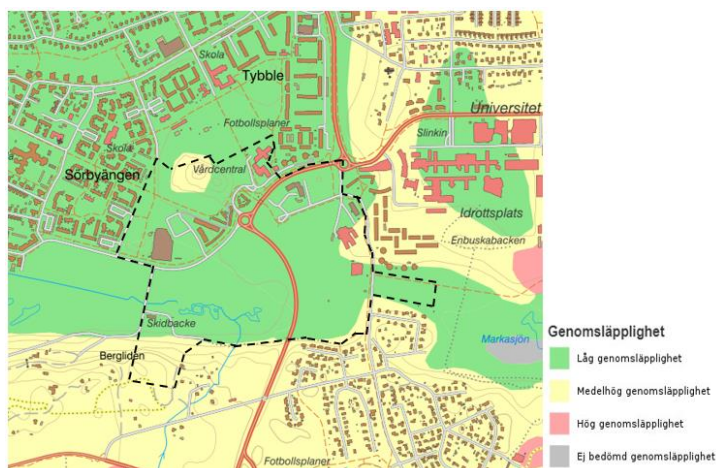 Skola
Tybble
Universitet
Fotbollsplaner
Slinkin
Skola
Vårdcentral
Sörbyängen
Idrottsplats
Enbuskabacken
Skidbacke
Markasjön
Bergliden
Fotbollsplaner
Genomsläpplighet
Låg genomsläpplighet
Medelhög genomsläpplighet
Hög genomsläpplighet
Ej bedömd genomsläpplighet